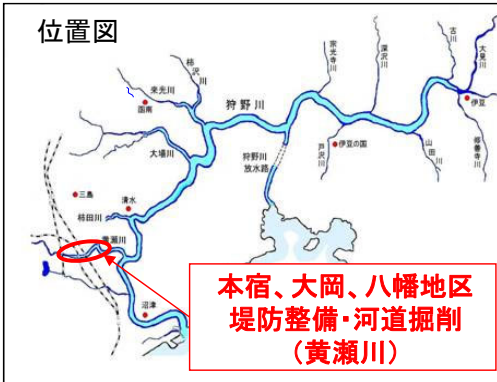 位置図
柿沢川
来光川
函南
大場川
狩野川
宗光寺川
深沢川
古川
大見川
伊豆
修善寺川
山田川
伊豆の国
戸沢川
狩野川
放水路
三島
清水
柿田川
黄瀬川
沼津
本宿、大岡、八幡地区
堤防整備・河道掘削
(黄瀬川)